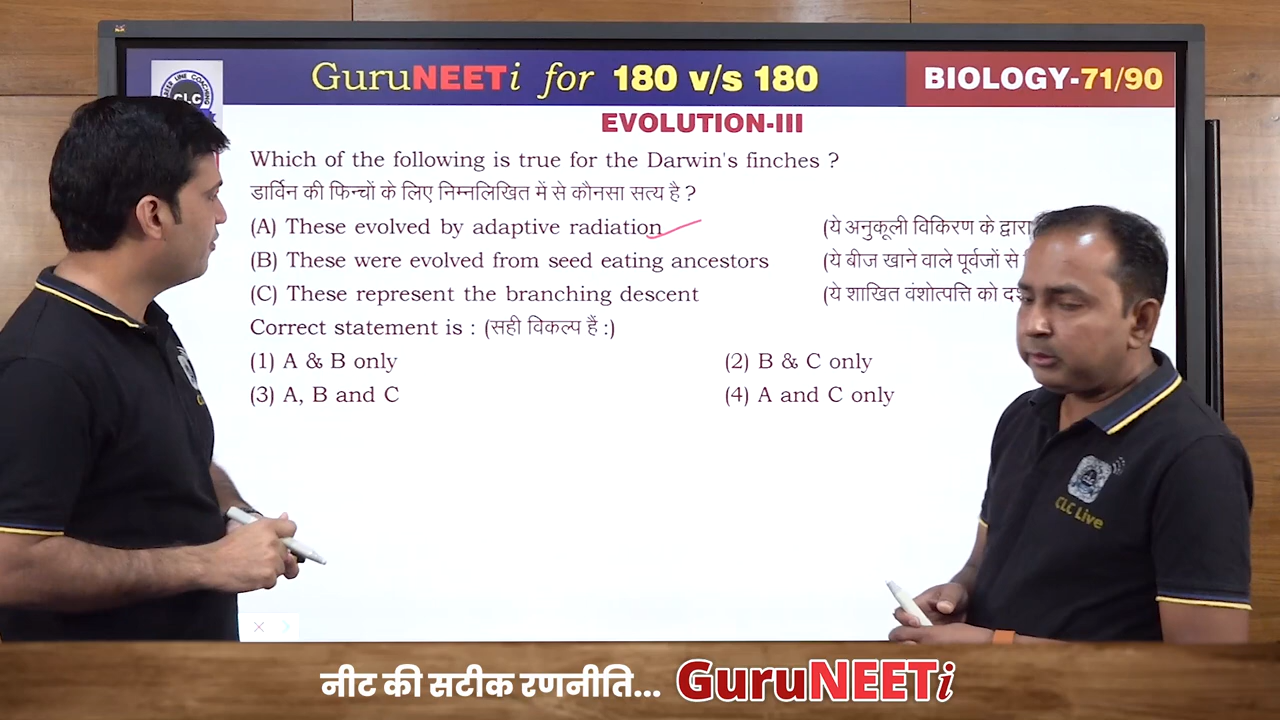 GuruNEETi for 180 v/s 180 BIOLOGY-71/90
CLC
EVOLUTION-III
Which of the following is true for the Darwin's finches ?
डार्विन की फिन्चों के लिए निम्नलिखित में से कौनसा सत्य है ?
(A) These evolved by adaptive radiation (ये अनुकूली विकिरण के द्वारा
(B) These were evolved from seed eating ancestors (ये बीज खाने वाले पूर्वजों से
(C) These represent the branching descent (ये शाखित वंशोत्पत्ति को
Correct statement is : (सही विकल्प हैं :)
(1) A & B only (2) B & C only
(3) A, B and C (4) A and C only
CLC Live
नीट की सटीक रणनीति... GuruNEETi